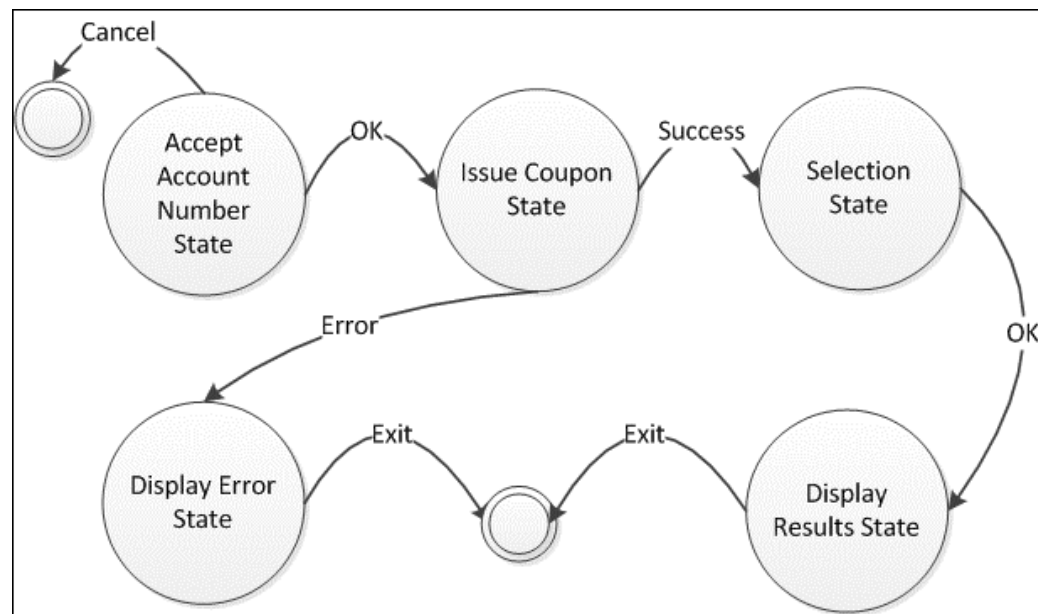 Cancel
Accept
Account
Number
State
OK
Issue Coupon
State
Success
Selection
State
OK
Error
Display Error
State
Exit
Exit
Display
Results State